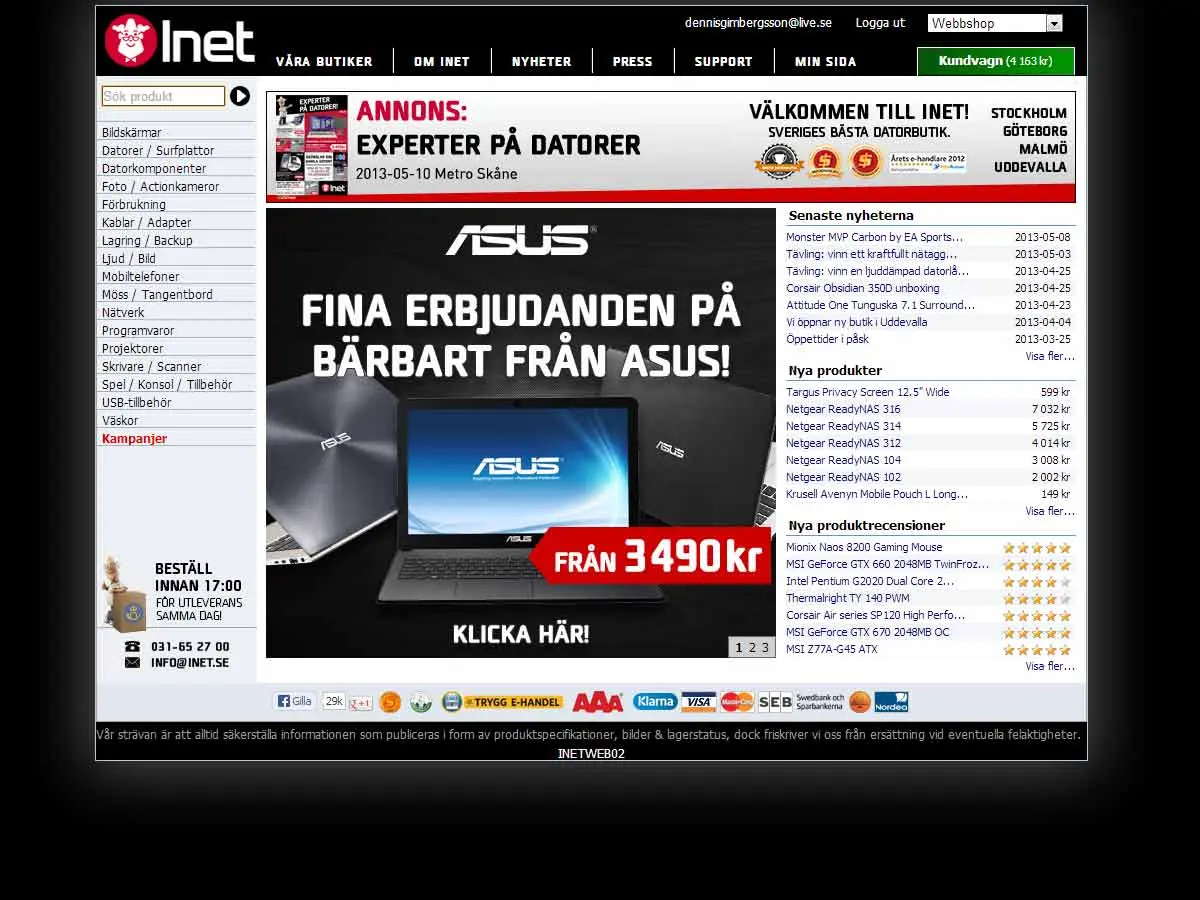 Inet
dennisgimbergsson@live.se
Logga ut
Webbshop
VÅRA BUTIKER
OM INET
NYHETER
PRESS
SUPPORT
MIN SIDA
Kundvagn (4 163 kr)
Sök produkt
Bildskärmar
Datorer / Surfplattor
Datorkomponenter
Foto / Actionkameror
Förbrukning
Kablar / Adapter
Lagring / Backup
Ljud / Bild
Mobiltelefoner
Möss / Tangentbord
Nätverk
Programvaror
Projektorer
Skrivare / Scanner
Spel / Konsol / Tillbehör
USB-tillbehör
Väskor
Kampanjer
BESTÄLL
INNAN 17:00
FÖR UTLEVERANS
SAMMA DAG!
031-65 27 00
INFO@INET.SE
EXPERTER
PÅ DATORER!
Inet
ANNONS:
EXPERTER PÅ DATORER
2013-05-10 Metro Skåne
VÄLKOMMEN TILL INET!
SVERIGES BÄSTA DATORBUTIK.
Årets e-handlare 2012
STOCKHOLM
GÖTEBORG
MALMÖ
UDDEVALLA
ASUS
FINA ERBJUDANDEN PÅ
BÄRBART FRÅN ASUS!
ASUS
ASUS
ASUS
ASUS
FRÅN 3490kr
KLICKA HÄR!
1 2 3
Senaste nyheterna
Monster MVP Carbon by EA Sports... 2013-05-08
Tävling: vinn ett kraftfullt nätagg... 2013-05-03
Tävling: vinn en ljuddämpad datorlå... 2013-04-25
Corsair Obsidian 350D unboxing 2013-04-25
Attitude One Tunguska 7.1 Surround... 2013-04-23
Vi öppnar ny butik i Uddevalla 2013-04-04
Öppettider i påsk 2013-03-25
Visa fler...
Nya produkter
Targus Privacy Screen 12.5" Wide 599 kr
Netgear ReadyNAS 316 7 032 kr
Netgear ReadyNAS 314 5 725 kr
Netgear ReadyNAS 312 4 014 kr
Netgear ReadyNAS 104 3 008 kr
Netgear ReadyNAS 102 2 002 kr
Krusell Avenyn Mobile Pouch L Long... 149 kr
Visa fler...
Nya produktrecensioner
Mionix Naos 8200 Gaming Mouse
MSI GeForce GTX 660 2048MB TwinFroz...
Intel Pentium G2020 Dual Core 2...
Thermalright TY 140 PWM
Corsair Air series SP120 High Perfo...
MSI GeForce GTX 670 2048MB OC
MSI Z77A-G45 ATX
Visa fler...
Gilla 29k +1 TRYGG E-HANDEL AAA Klarna VISA MasterCard SEB Swedbank och Sparbankerna Nordea
Vår strävan är att alltid säkerställa informationen som publiceras i form av produktspecifikationer, bilder & lagerstatus, dock friskriver vi oss från ersättning vid eventuella felaktigheter.
INETWEB02